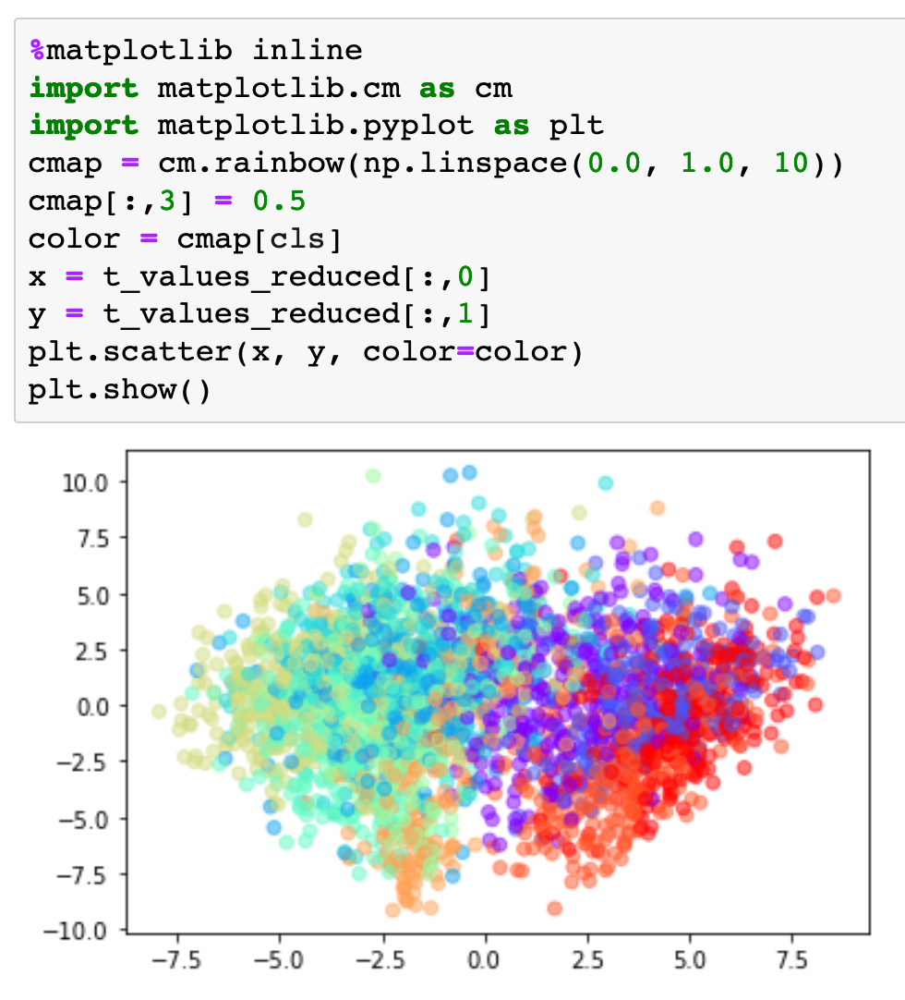 %matplotlib inline
import matplotlib.cm as cm
import matplotlib.pyplot as plt
cmap = cm.rainbow(np.linspace(0.0, 1.0, 10))
cmap[:,3] = 0.5
color = cmap[cls]
x = t_values_reduced[:,0]
y = t_values_reduced[:,1]
plt.scatter(x, y, color=color)
plt.show()
10.0
7.5
5.0
2.5
0.0
−2.5
−5.0
−7.5
−10.0
−7.5 −5.0 −2.5 0.0 2.5 5.0 7.5